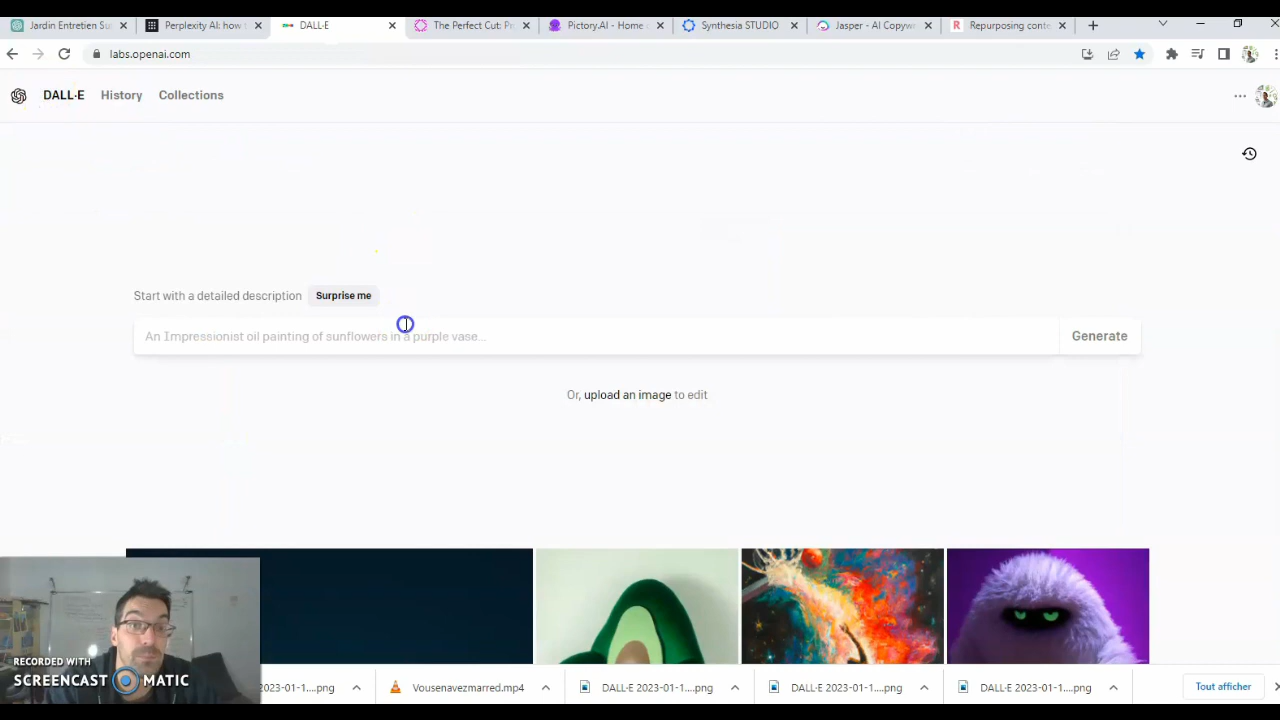 Jardin Entretien Su
Perplexity AI: how t
DALL·E
The Perfect Cut: Pr
Pictory.AI - Home
Synthesia STUDIO
Jasper - AI Copywr
Repurposing conte
labs.openai.com
DALL·E History Collections
Start with a detailed description Surprise me
An Impressionist oil painting of sunflowers in a purple vase...
Generate
Or, upload an image to edit
RECORDED WITH
SCREENCAST MATIC
2023-01-1....png
Vousenavezmarred.mp4
DALL·E 2023-01-1....png
DALL·E 2023-01-1....png
DALL·E 2023-01-1....png
Tout afficher